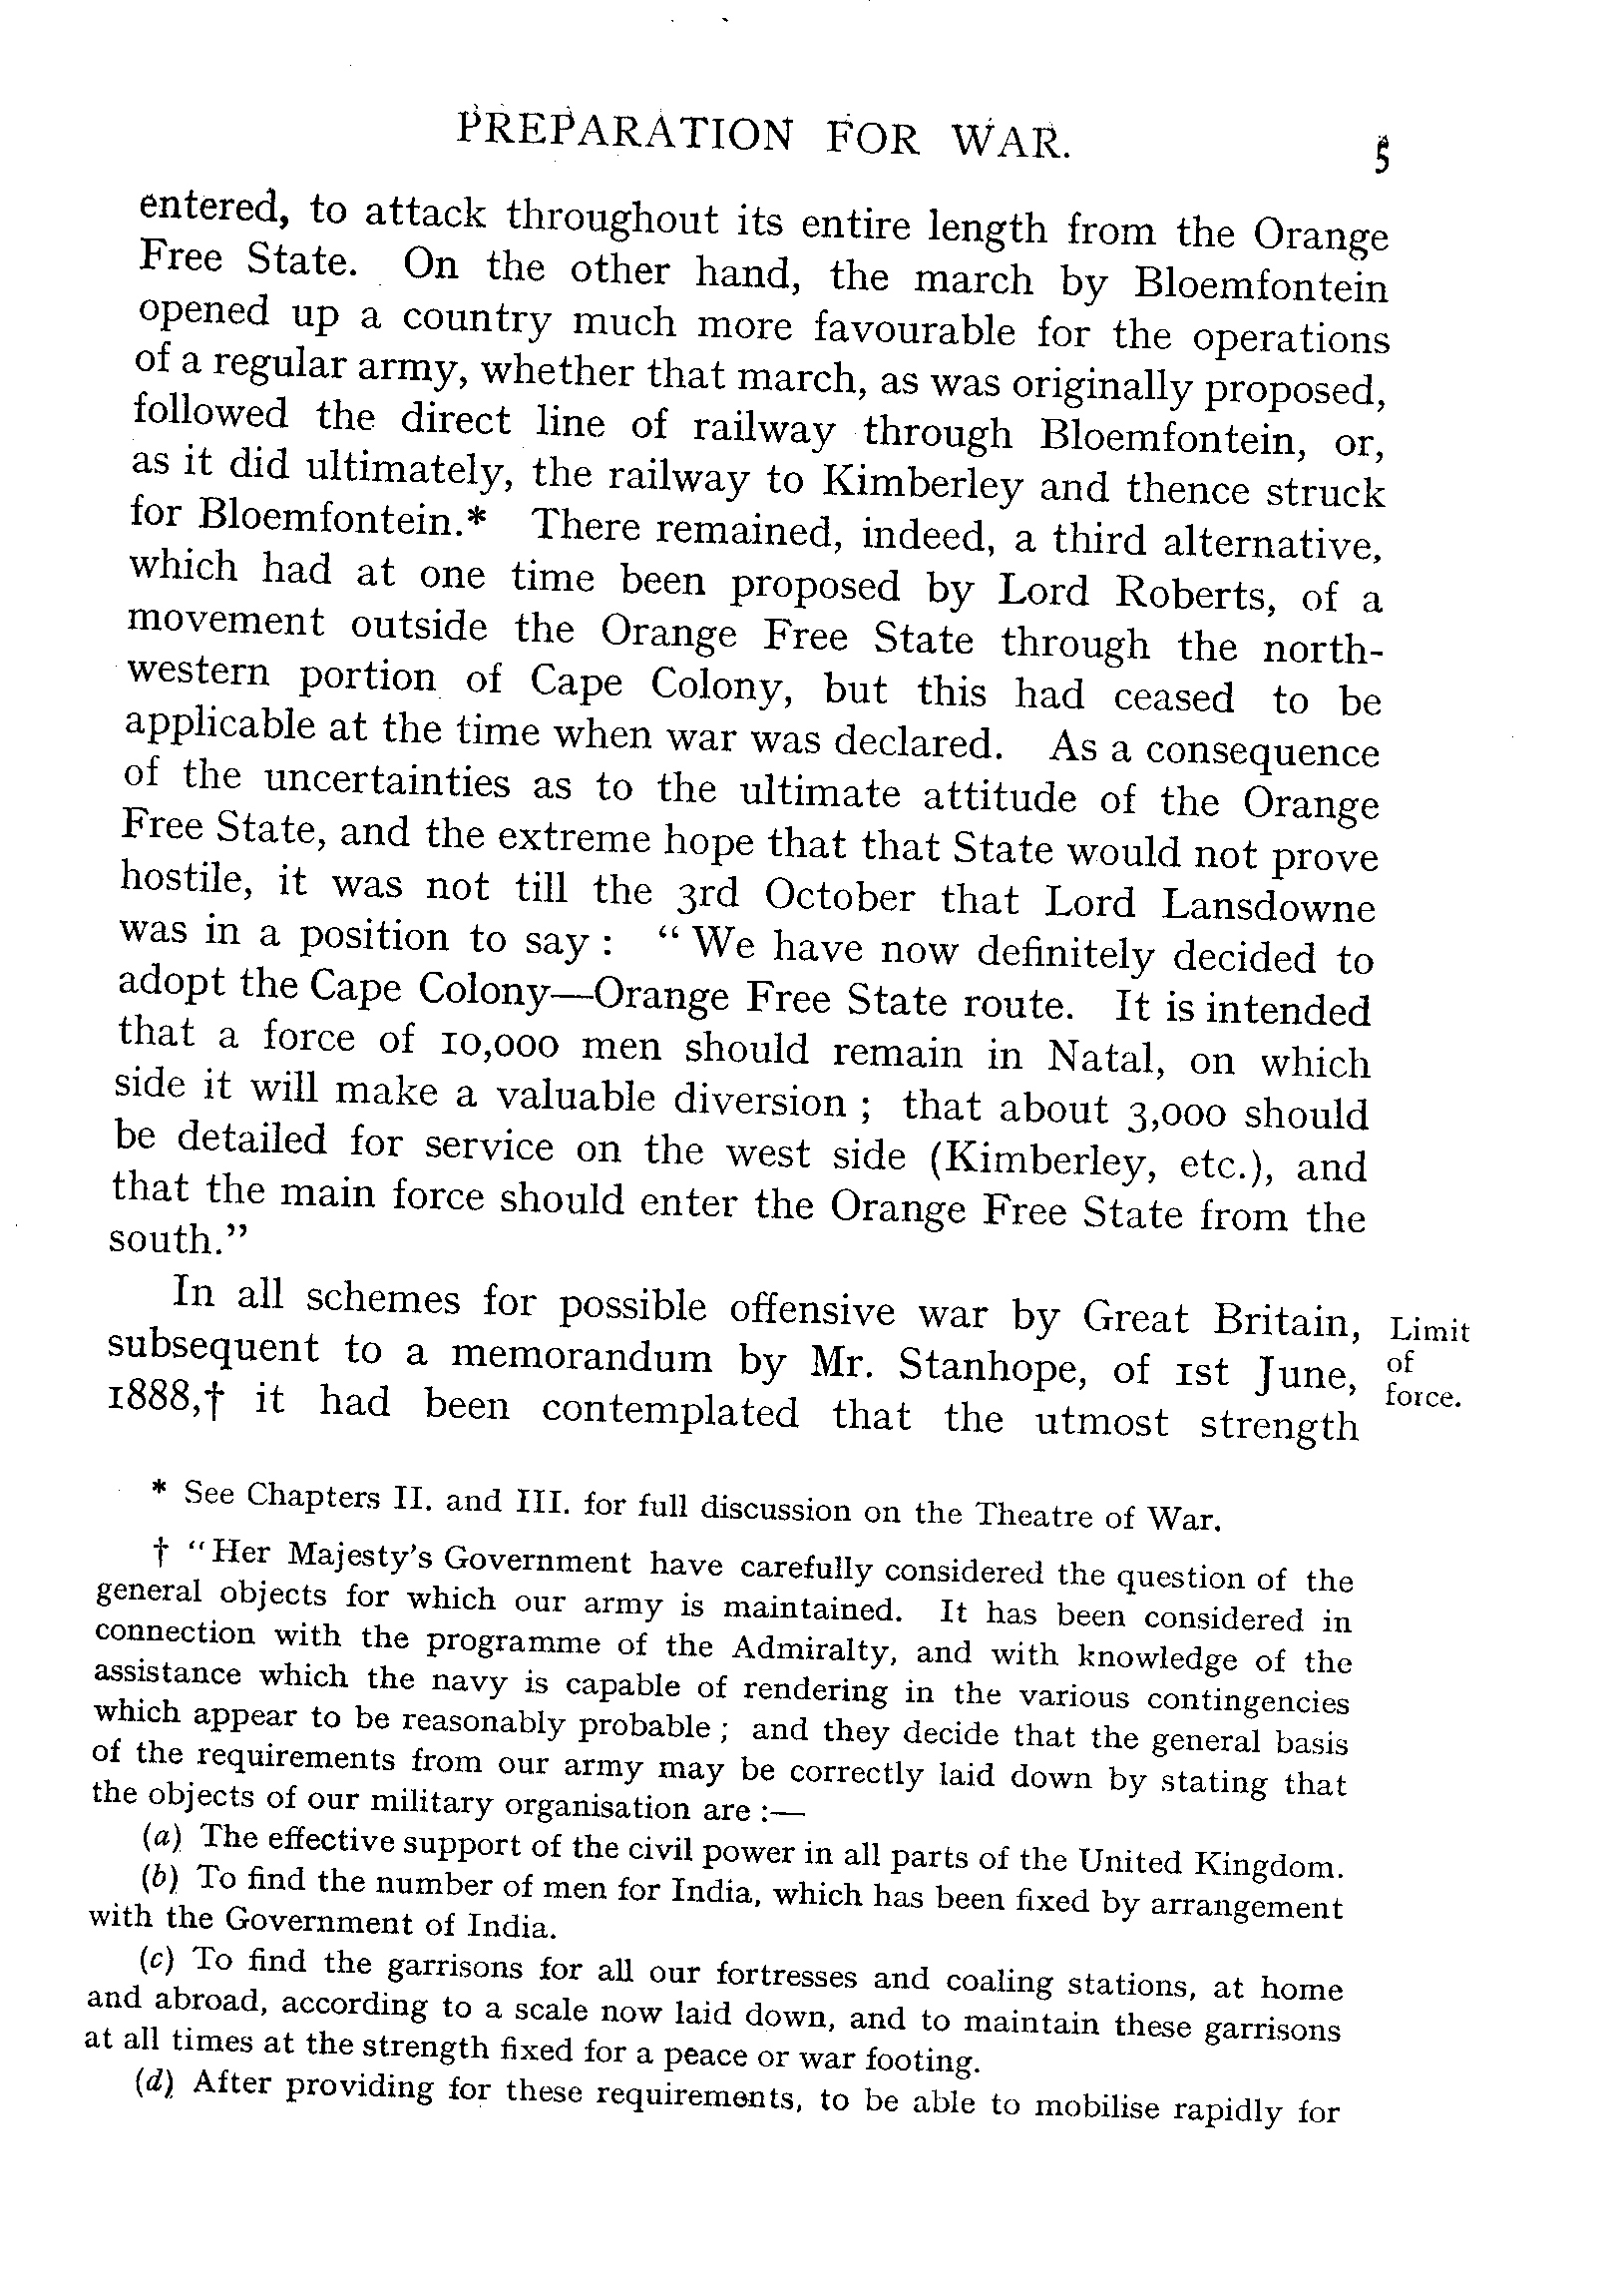 PREPARATION FOR WAR. 5
entered, to attack throughout its entire length from the Orange
Free State. On the other hand, the march by Bloemfontein
opened up a country much more favourable for the operations
of a regular army, whether that march, as was originally proposed,
followed the direct line of railway through Bloemfontein, or,
as it did ultimately, the railway to Kimberley and thence struck
for Bloemfontein.* There remained, indeed, a third alternative,
which had at one time been proposed by Lord Roberts, of a
movement outside the Orange Free State through the north-
western portion of Cape Colony, but this had ceased to be
applicable at the time when war was declared. As a consequence
of the uncertainties as to the ultimate attitude of the Orange
Free State, and the extreme hope that that State would not prove
hostile, it was not till the 3rd October that Lord Lansdowne
was in a position to say : "We have now definitely decided to
adopt the Cape Colony—Orange Free State route. It is intended
that a force of 10,000 men should remain in Natal, on which
side it will make a valuable diversion ; that about 3,000 should
be detailed for service on the west side (Kimberley, etc.), and
that the main force should enter the Orange Free State from the
south."
In all schemes for possible offensive war by Great Britain,
subsequent to a memorandum by Mr. Stanhope, of 1st June,
1888,† it had been contemplated that the utmost strength
Limit
of
force.
* See Chapters II. and III. for full discussion on the Theatre of War.
† "Her Majesty's Government have carefully considered the question of the
general objects for which our army is maintained. It has been considered in
connection with the programme of the Admiralty, and with knowledge of the
assistance which the navy is capable of rendering in the various contingencies
which appear to be reasonably probable ; and they decide that the general basis
of the requirements from our army may be correctly laid down by stating that
the objects of our military organisation are :—
(a) The effective support of the civil power in all parts of the United Kingdom.
(b) To find the number of men for India, which has been fixed by arrangement
with the Government of India.
(c) To find the garrisons for all our fortresses and coaling stations, at home
and abroad, according to a scale now laid down, and to maintain these garrisons
at all times at the strength fixed for a peace or war footing.
(d) After providing for these requirements, to be able to mobilise rapidly for